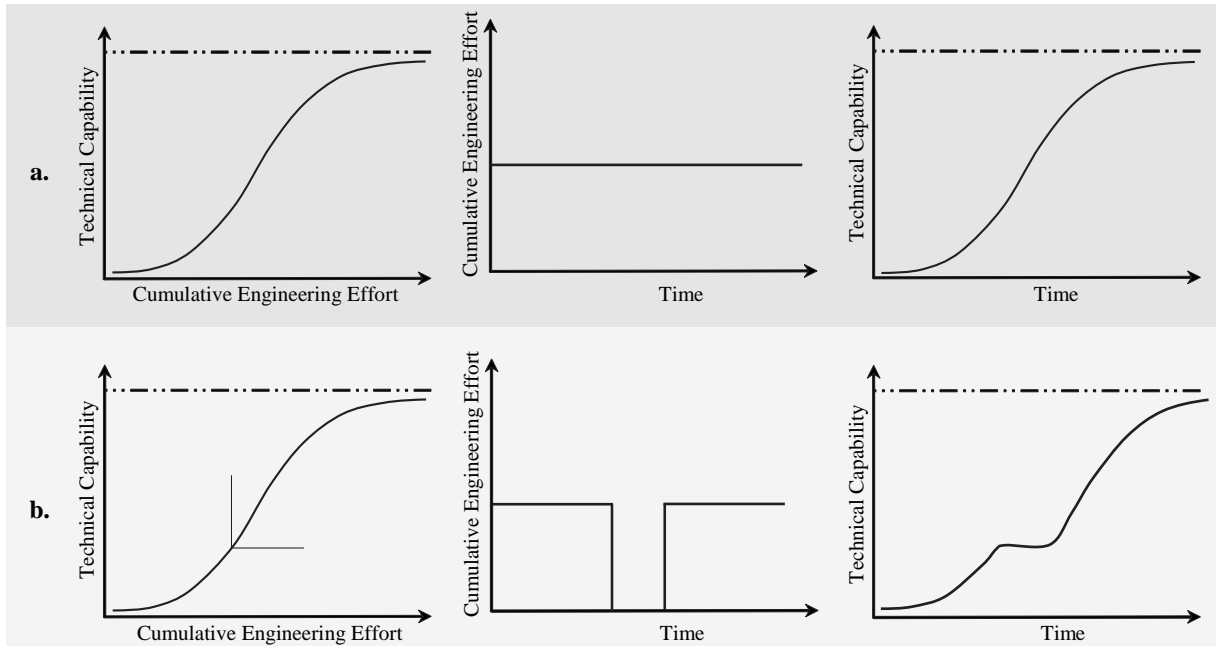 a.
Technical Capability
Cumulative Engineering Effort
Cumulative Engineering Effort
Time
Technical Capability
Time
b.
Technical Capability
Cumulative Engineering Effort
Cumulative Engineering Effort
Time
Technical Capability
Time